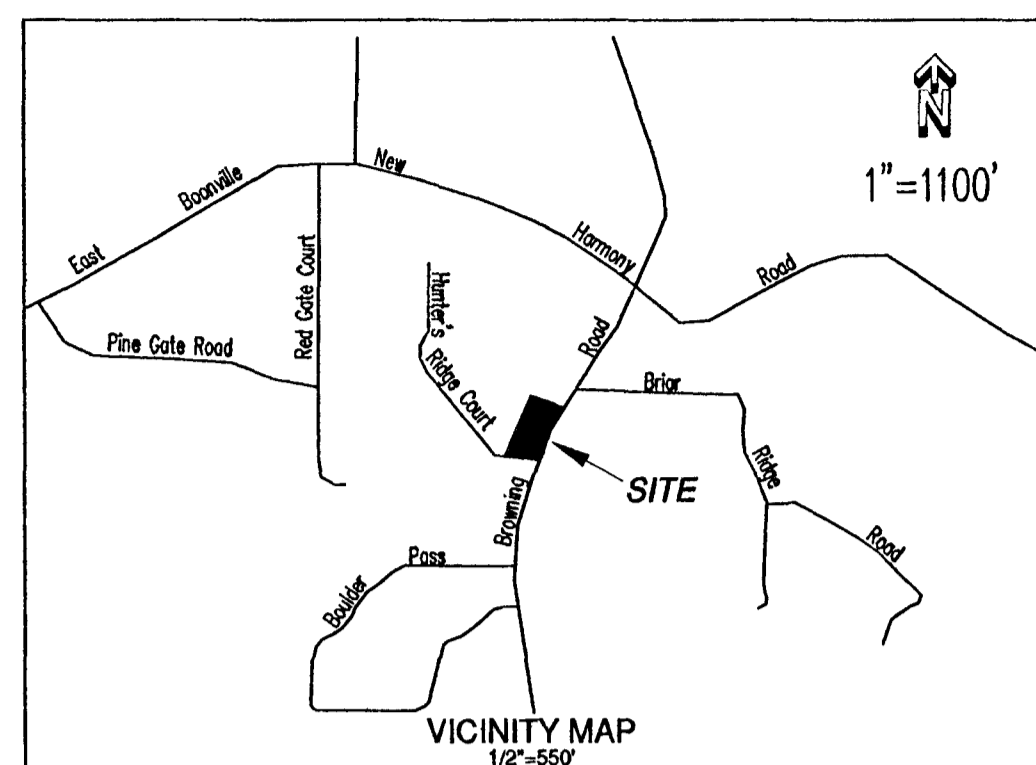 N
1"=1100'
New
Boonville
East
Harmony
Road
Red Gate Court
Hunter's
Ridge Court
Pine Gate Road
Road
Briar
Ridge
Road
SITE
Browning
Pass
Boulder
VICINITY MAP
1/2"=550'